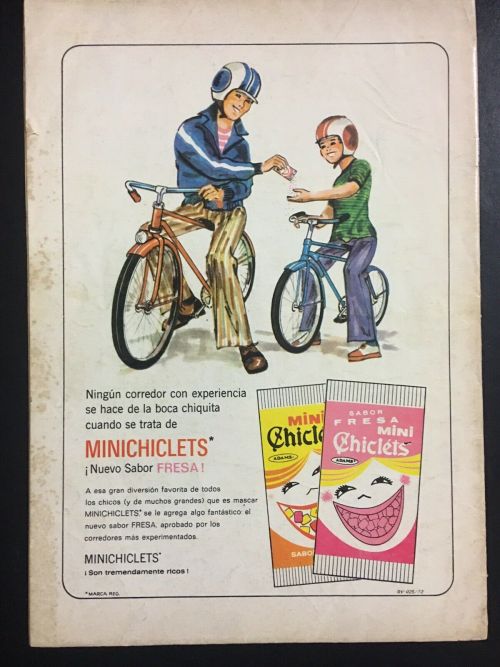 Ningún corredor con experiencia
se hace de la boca chiquita
cuando se trata de
MINICHICLETS*
¡Nuevo Sabor FRESA!
A esa gran diversión favorita de todos
los chicos (y de muchos grandes) que es mascar
MINICHICLETS* se le agrega algo fantástico el
nuevo sabor FRESA, aprobado por los
corredores más experimentados.
MINICHICLETS*
¡Son tremendamente ricos!
*MARCA REG.
MINI
Chicle
ADAMS
SABO
SABOR
FRESA
MINI
Chiclets
ADAMS